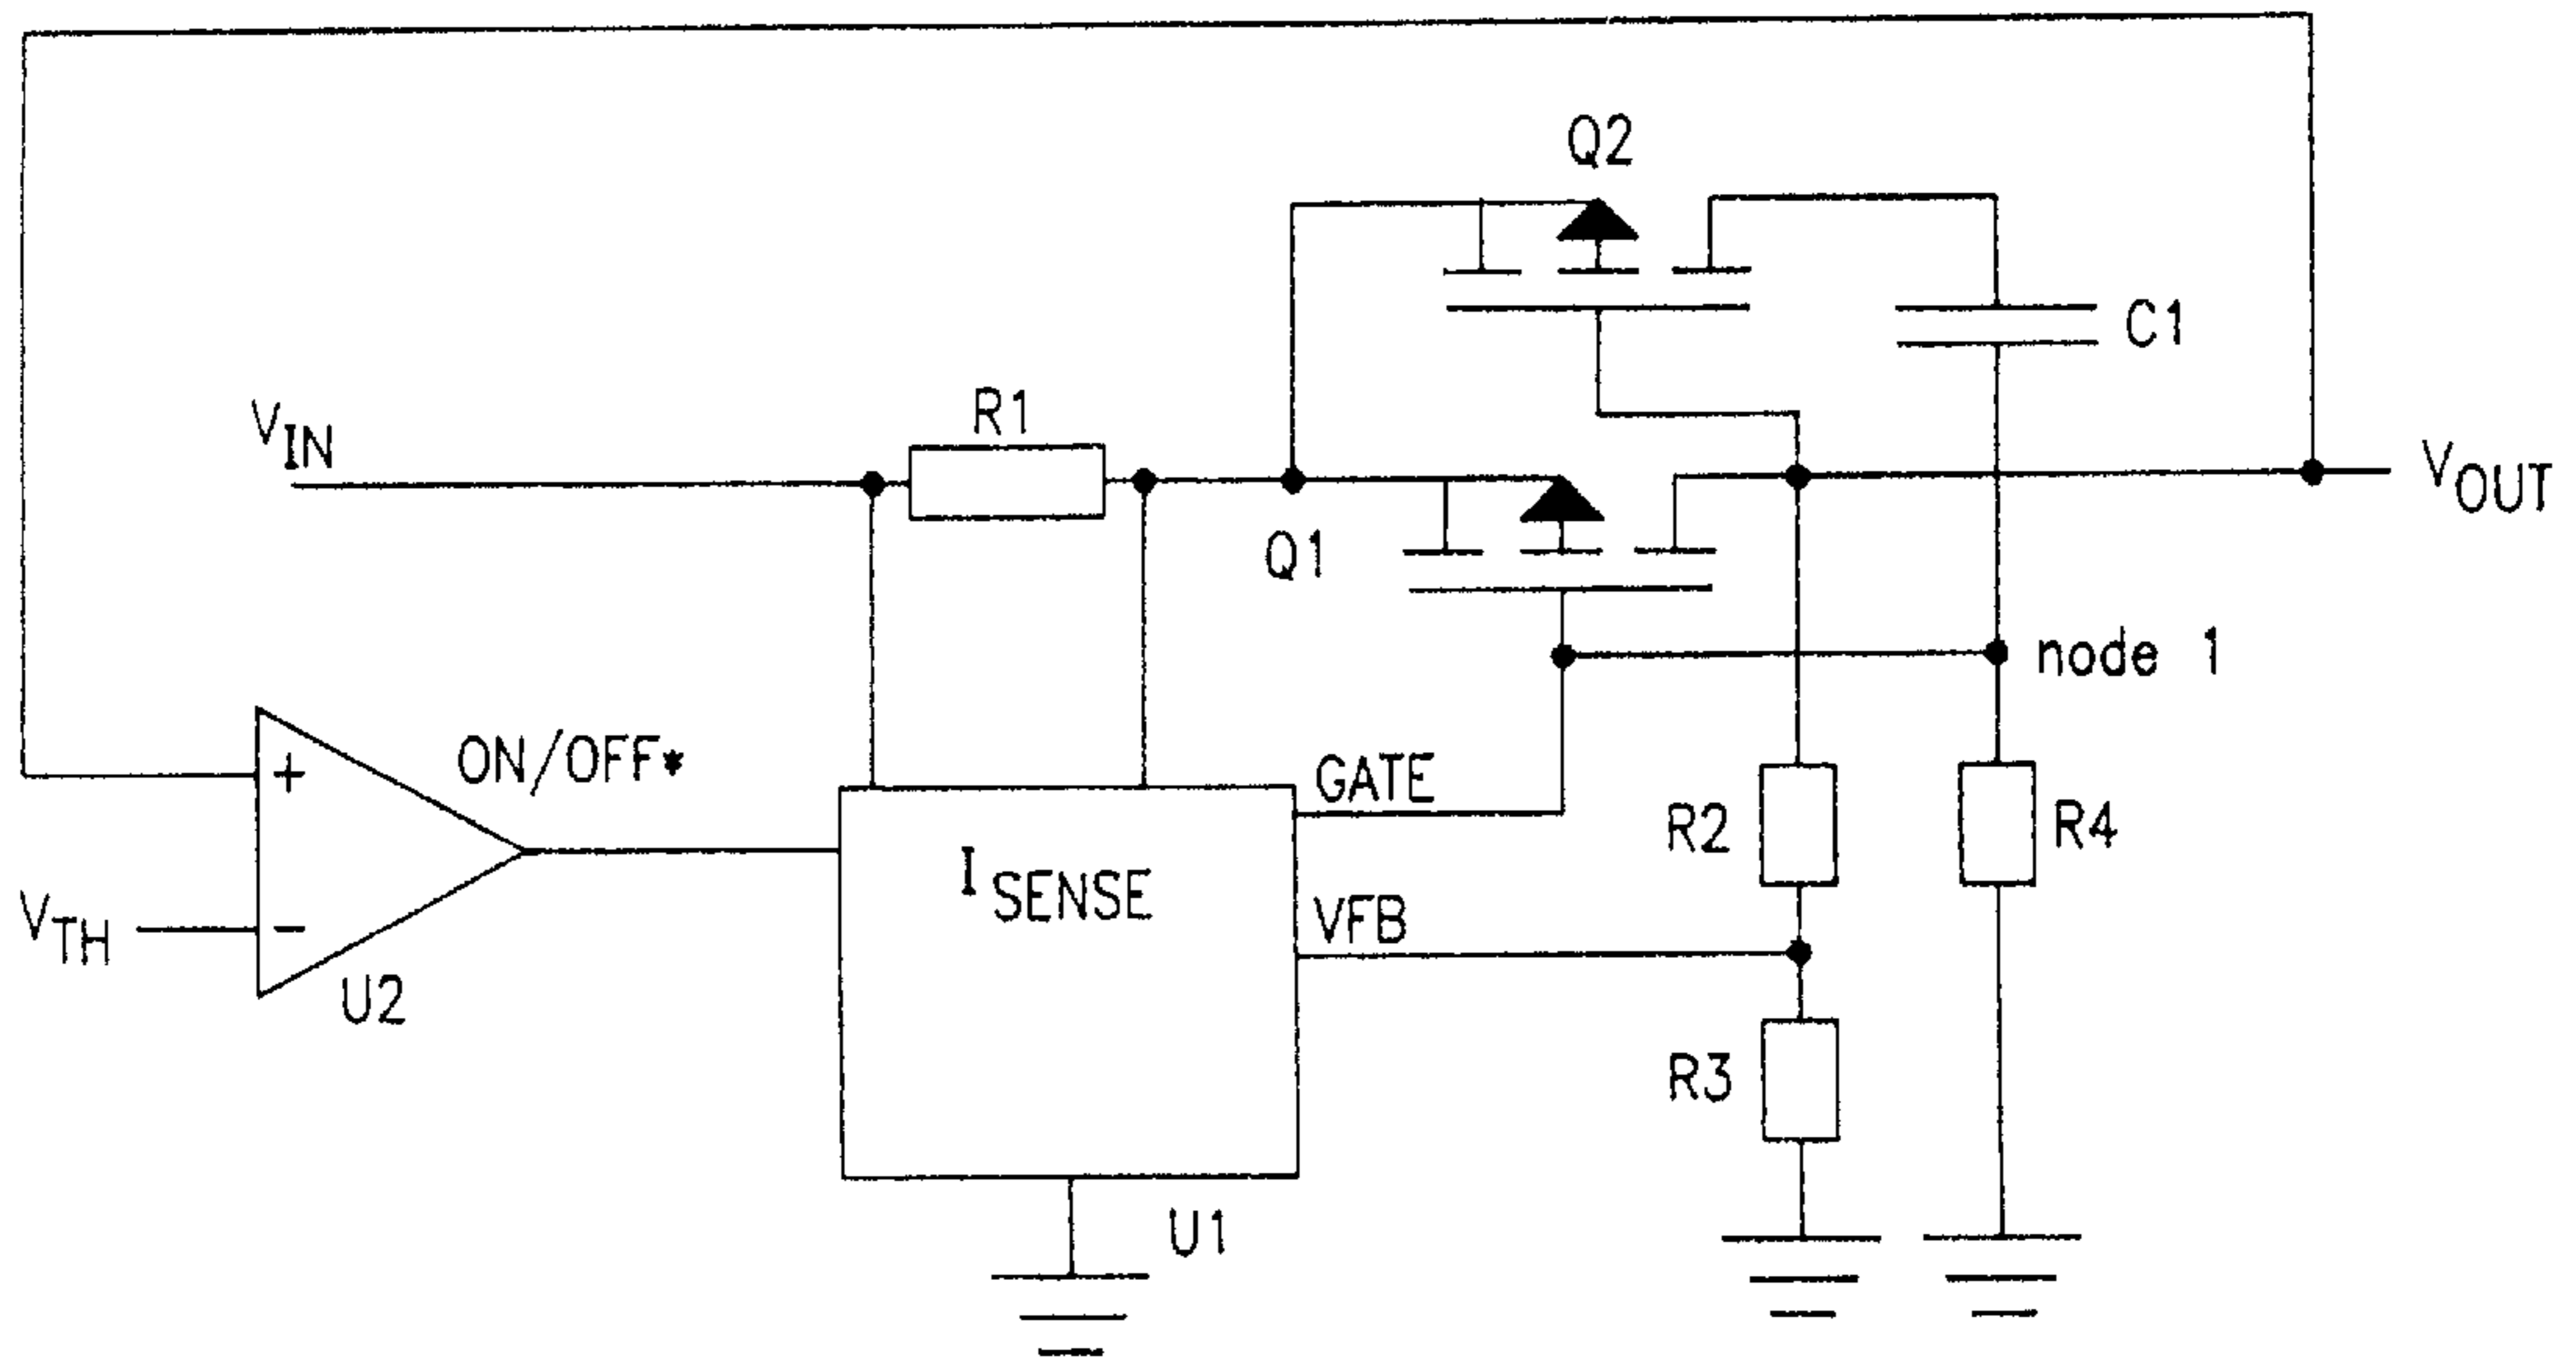 Q2
C1
R1
VIN
VOUT
Q1
node 1
ON/OFF*
+
GATE
R2
R4
ISENSE
VFB
VTH
−
U2
R3
U1